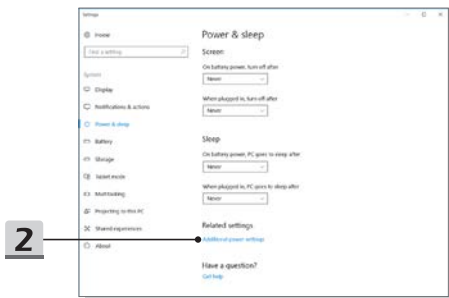 Settings
Home
Find a setting
System
Display
Notifications & actions
Power & sleep
Battery
Storage
Tablet mode
Multitasking
Projecting to this PC
Shared experiences
About
Power & sleep
Screen
On battery power, turn off after
Never
When plugged in, turn off after
Never
Sleep
On battery power, PC goes to sleep after
Never
When plugged in, PC goes to sleep after
Never
Related settings
Additional power settings
Have a question?
Get help
2